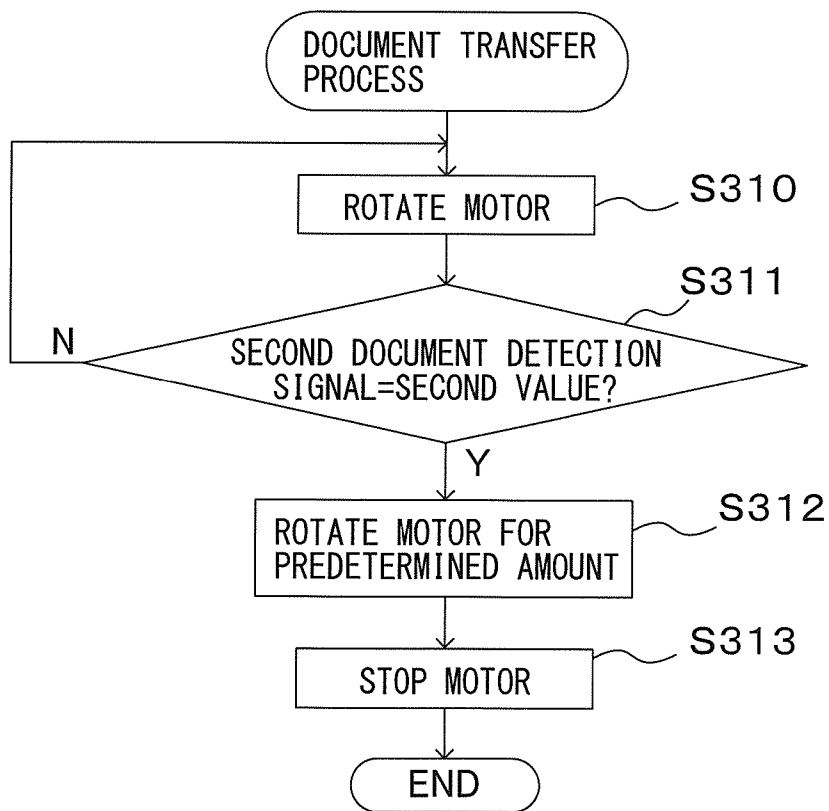 DOCUMENT TRANSFER
PROCESS
ROTATE MOTOR
S310
S311
N
SECOND DOCUMENT DETECTION
SIGNAL=SECOND VALUE?
Y
ROTATE MOTOR FOR
PREDETERMINED AMOUNT
S312
STOP MOTOR
S313
END